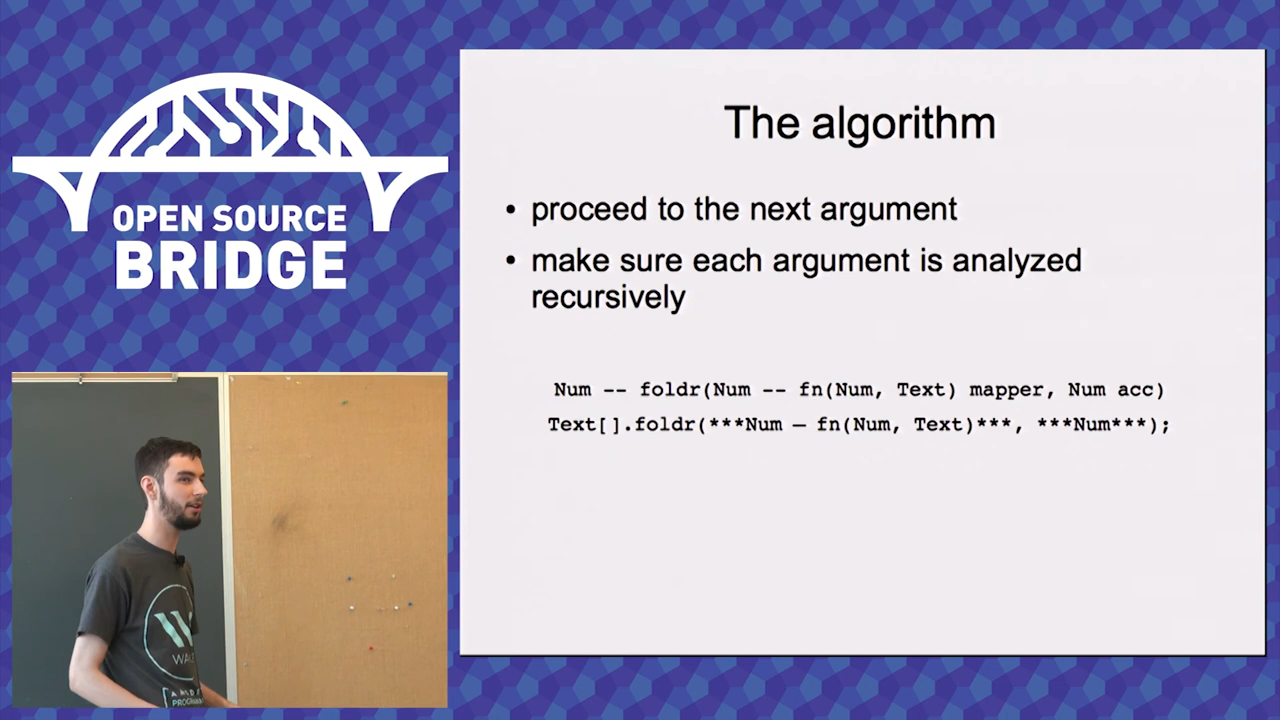 OPEN SOURCE
BRIDGE
The algorithm
• proceed to the next argument
• make sure each argument is analyzed
recursively
Num -- foldr(Num -- fn(Num, Text) mapper, Num acc)
Text[].foldr(***Num — fn(Num, Text)***, ***Num***);
W